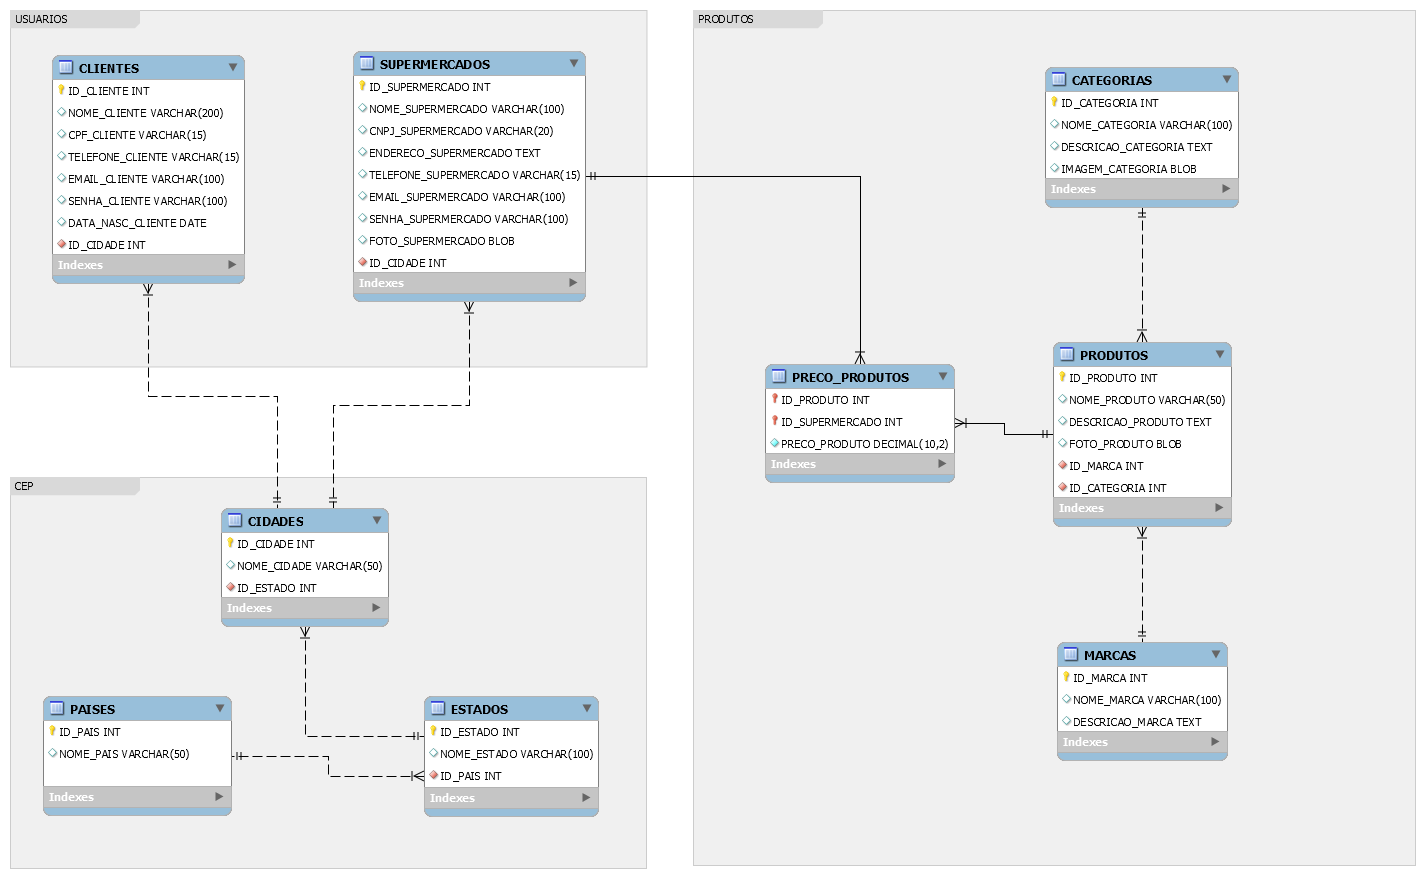 USUARIOS
CLIENTES
ID_CLIENTE INT
NOME_CLIENTE VARCHAR(200)
CPF_CLIENTE VARCHAR(15)
TELEFONE_CLIENTE VARCHAR(15)
EMAIL_CLIENTE VARCHAR(100)
SENHA_CLIENTE VARCHAR(100)
DATA_NASC_CLIENTE DATE
ID_CIDADE INT
Indexes
SUPERMERCADOS
ID_SUPERMERCADO INT
NOME_SUPERMERCADO VARCHAR(100)
CNPJ_SUPERMERCADO VARCHAR(20)
ENDERECO_SUPERMERCADO TEXT
TELEFONE_SUPERMERCADO VARCHAR(15)
EMAIL_SUPERMERCADO VARCHAR(100)
SENHA_SUPERMERCADO VARCHAR(100)
FOTO_SUPERMERCADO BLOB
ID_CIDADE INT
Indexes
CEP
CIDADES
ID_CIDADE INT
NOME_CIDADE VARCHAR(50)
ID_ESTADO INT
Indexes
PAISES
ID_PAIS INT
NOME_PAIS VARCHAR(50)
Indexes
ESTADOS
ID_ESTADO INT
NOME_ESTADO VARCHAR(100)
ID_PAIS INT
Indexes
PRODUTOS
CATEGORIAS
ID_CATEGORIA INT
NOME_CATEGORIA VARCHAR(100)
DESCRICAO_CATEGORIA TEXT
IMAGEM_CATEGORIA BLOB
Indexes
PRECO_PRODUTOS
ID_PRODUTO INT
ID_SUPERMERCADO INT
PRECO_PRODUTO DECIMAL(10,2)
Indexes
PRODUTOS
ID_PRODUTO INT
NOME_PRODUTO VARCHAR(50)
DESCRICAO_PRODUTO TEXT
FOTO_PRODUTO BLOB
ID_MARCA INT
ID_CATEGORIA INT
Indexes
MARCAS
ID_MARCA INT
NOME_MARCA VARCHAR(100)
DESCRICAO_MARCA TEXT
Indexes